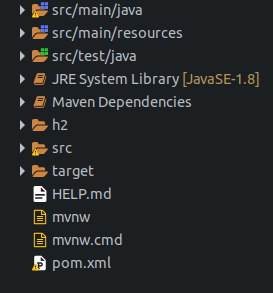 src/main/java
src/main/resources
src/test/java
JRE System Library [JavaSE-1.8]
Maven Dependencies
h2
src
target
HELP.md
mvnw
mvnw.cmd
pom.xml